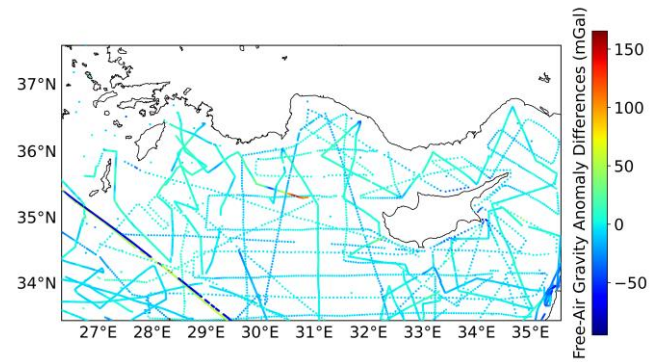 37°N
36°N
35°N
34°N
27°E 28°E 29°E 30°E 31°E 32°E 33°E 34°E 35°E
150
100
50
0
−50
Free-Air Gravity Anomaly Differences (mGal)